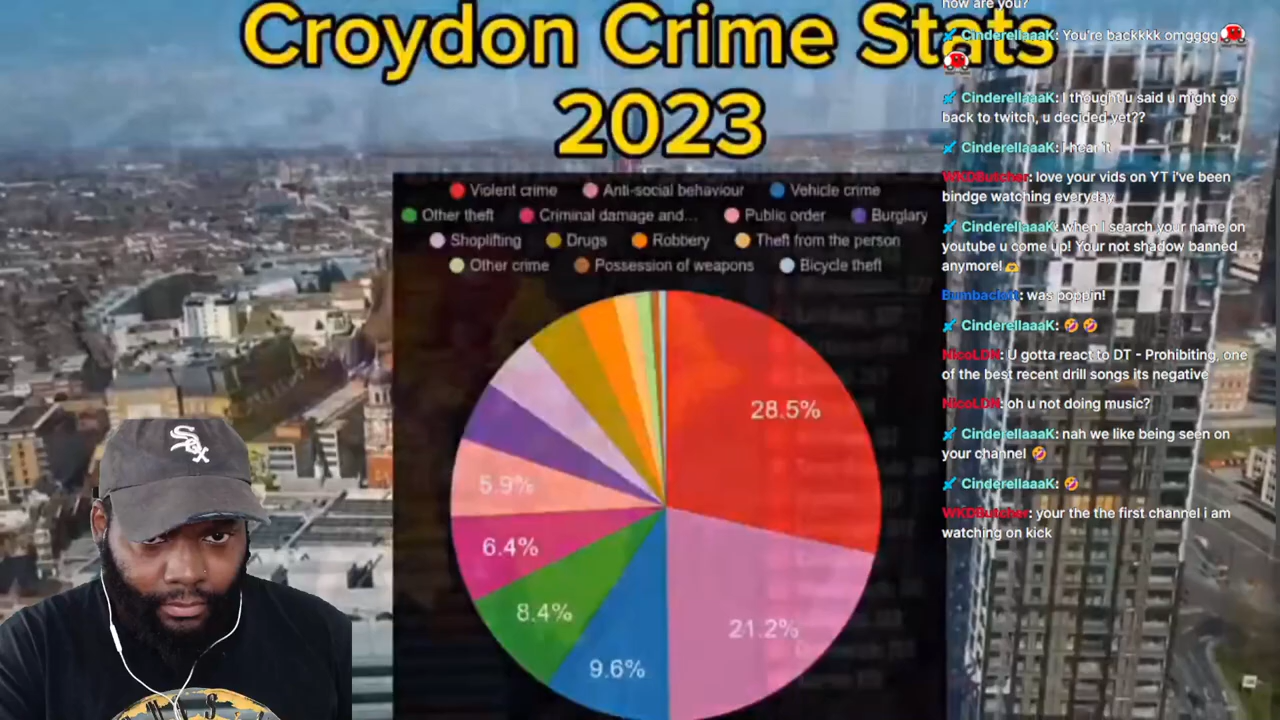 Croydon Crime Stats
2023
Violent crime
Anti-social behaviour
Vehicle crime
Other theft
Criminal damage and...
Public order
Burglary
Shoplifting
Drugs
Robbery
Theft from the person
Other crime
Possession of weapons
Bicycle theft
28.5%
21.2%
9.6%
8.4%
6.4%
5.9%
how are you?
CinderellaaaK: You're backkkk omgggg
CinderellaaaK: I thought u said u might go
back to twitch, u decided yet??
CinderellaaaK: I hear it
WKDButcher: love your vids on YT i've been
bindge watching everyday
CinderellaaaK: when I search your name on
youtube u come up! Your not shadow banned
anymore!
: was poppin!
CinderellaaaK:
NicoLDN: U gotta react to DT - Prohibiting, one
of the best recent drill songs its negative
NicoLDN: oh u not doing music?
CinderellaaaK: nah we like being seen on
your channel
CinderellaaaK:
WKDButcher: your the the first channel i am
watching on kick
Sox